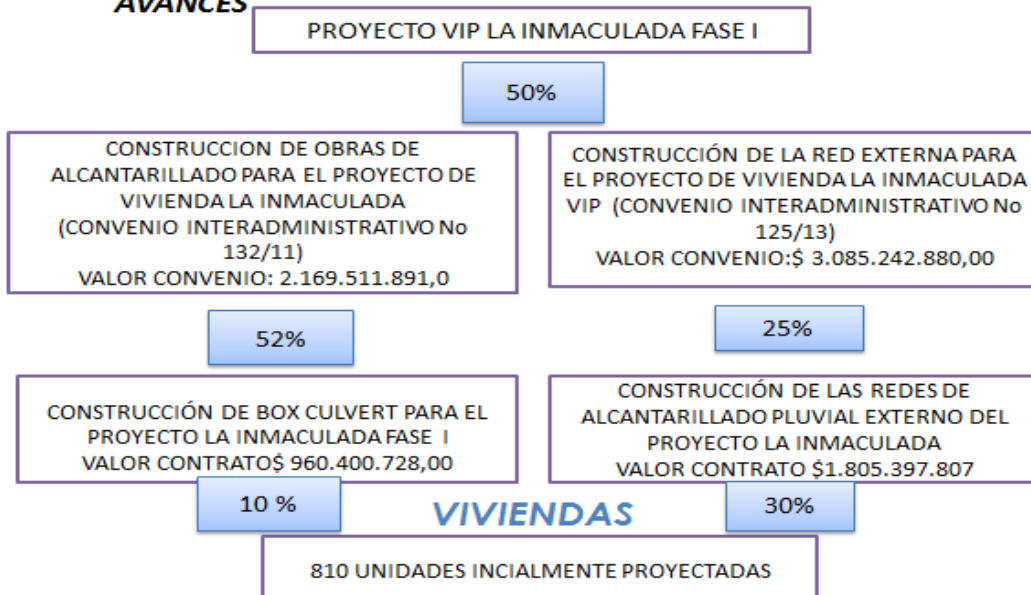 AVANCES
PROYECTO VIP LA INMACULADA FASE I
50%
CONSTRUCCION DE OBRAS DE
ALCANTARILLADO PARA EL PROYECTO DE
VIVIENDA LA INMACULADA
(CONVENIO INTERADMINISTRATIVO No
132/11)
VALOR CONVENIO: 2.169.511.891,0
CONSTRUCCIÓN DE LA RED EXTERNA PARA
EL PROYECTO DE VIVIENDA LA INMACULADA
VIP (CONVENIO INTERADMINISTRATIVO No
125/13)
VALOR CONVENIO:$ 3.085.242.880,00
52%
25%
CONSTRUCCIÓN DE BOX CULVERT PARA EL
PROYECTO LA INMACULADA FASE I
VALOR CONTRATO$ 960.400.728,00
CONSTRUCCIÓN DE LAS REDES DE
ALCANTARILLADO PLUVIAL EXTERNO DEL
PROYECTO LA INMACULADA
VALOR CONTRATO $1.805.397.807
10 %
VIVIENDAS
30%
810 UNIDADES INCIALMENTE PROYECTADAS